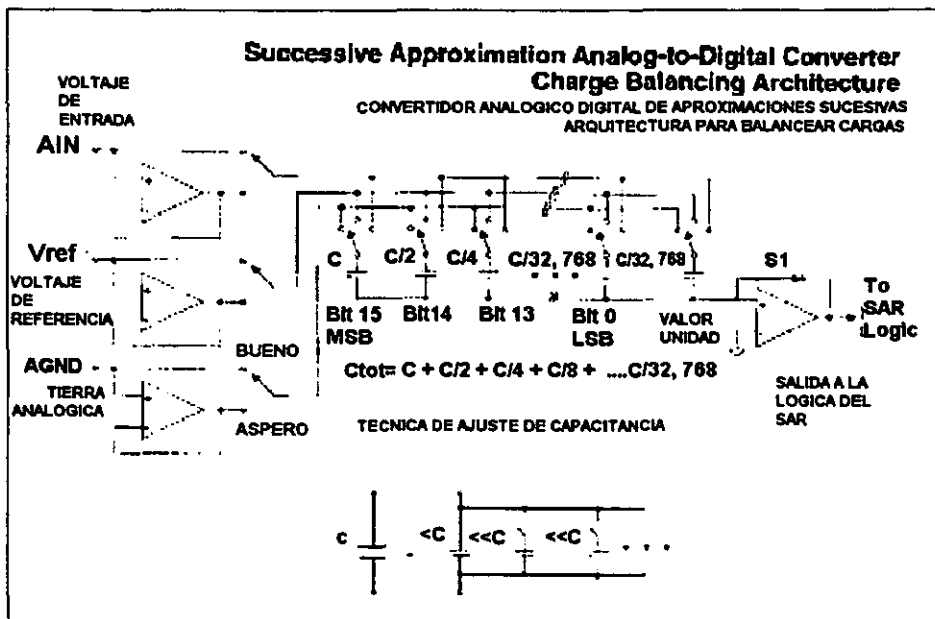 Successive Approximation Analog-to-Digital Converter
Charge Balancing Architecture
CONVERTIDOR ANALOGICO DIGITAL DE APROXIMACIONES SUCESIVAS
ARQUITECTURA PARA BALANCEAR CARGAS
VOLTAJE
DE
ENTRADA
AIN
Vref
VOLTAJE
DE
REFERENCIA
BUENO
AGND
TIERRA
ANALOGICA
ASPERO
C C/2 C/4 C/32, 768 C/32, 768
S1
Bit 15
MSB
Bit14
Bit 13
Bit 0
LSB
VALOR
UNIDAD
To
SAR
Logic
Ctot= C + C/2 + C/4 + C/8 + ....C/32, 768
SALIDA A LA
LOGICA DEL
SAR
TECNICA DE AJUSTE DE CAPACITANCIA
c <C <<C <<C